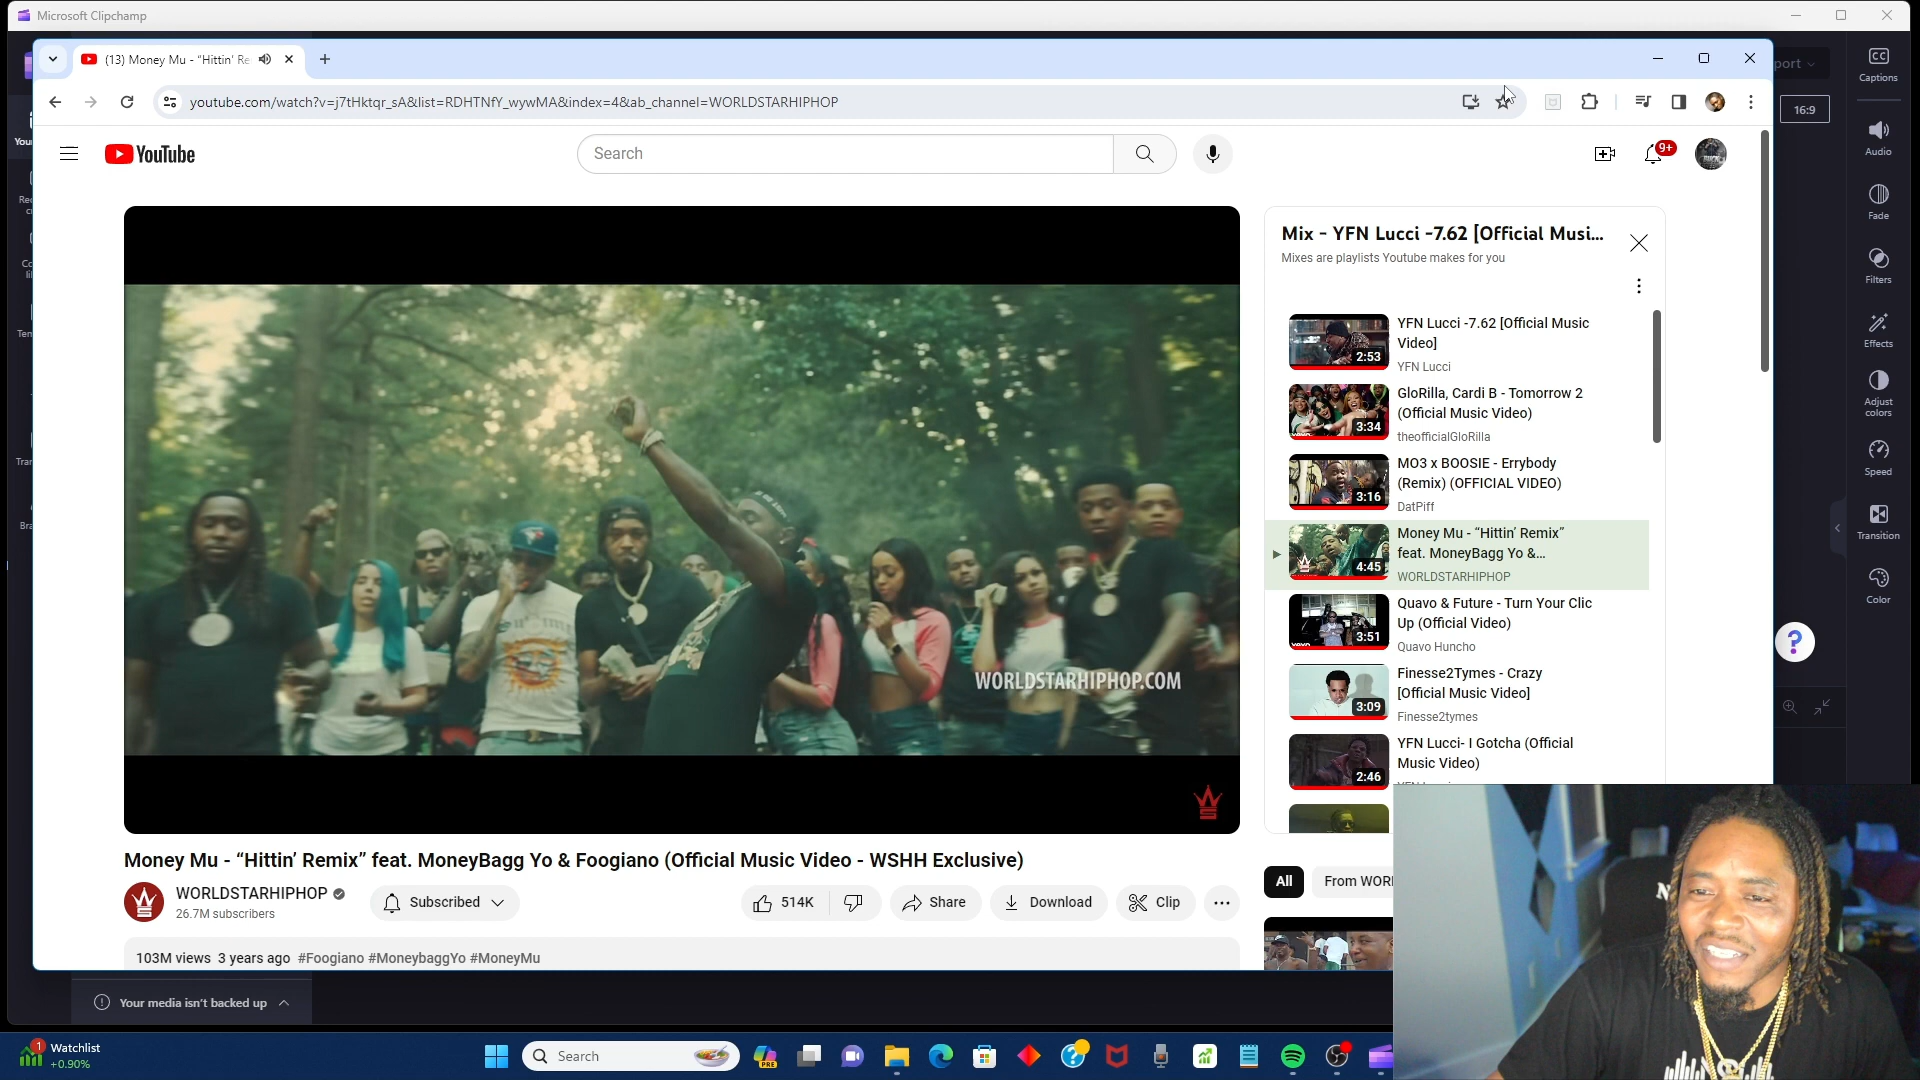 Microsoft Clipchamp
(13) Money Mu - “Hittin’ Re
youtube.com/watch?v=j7tHktqr_sA&list=RDHTNfY_wywMA&index=4&ab_channel=WORLDSTARHIPHOP
port
CC
Captions
16:9
Audio
Fade
Filters
Effects
Adjust
colors
Speed
Transition
Color
You
YouTube
Search
9+
WORLDSTARHIPHOP.COM
Mix - YFN Lucci -7.62 [Official Musi...
Mixes are playlists Youtube makes for you
YFN Lucci -7.62 [Official Music
Video]
2:53
YFN Lucci
GloRilla, Cardi B - Tomorrow 2
(Official Music Video)
3:34
theofficialGloRilla
MO3 x BOOSIE - Errybody
(Remix) (OFFICIAL VIDEO)
3:16
DatPiff
Money Mu - “Hittin’ Remix”
feat. MoneyBagg Yo &...
4:45
WORLDSTARHIPHOP
Quavo & Future - Turn Your Clic
Up (Official Video)
3:51
Quavo Huncho
Finesse2Tymes - Crazy
[Official Music Video]
3:09
Finesse2tymes
YFN Lucci- I Gotcha (Official
Music Video)
2:46
Money Mu - “Hittin’ Remix” feat. MoneyBagg Yo & Foogiano (Official Music Video - WSHH Exclusive)
WORLDSTARHIPHOP
26.7M subscribers
Subscribed
514K
Share
Download
Clip
All
From WORL
103M views 3 years ago #Foogiano #MoneybaggYo #MoneyMu
Your media isn’t backed up
1
Watchlist
+0.90%
Search
PRE